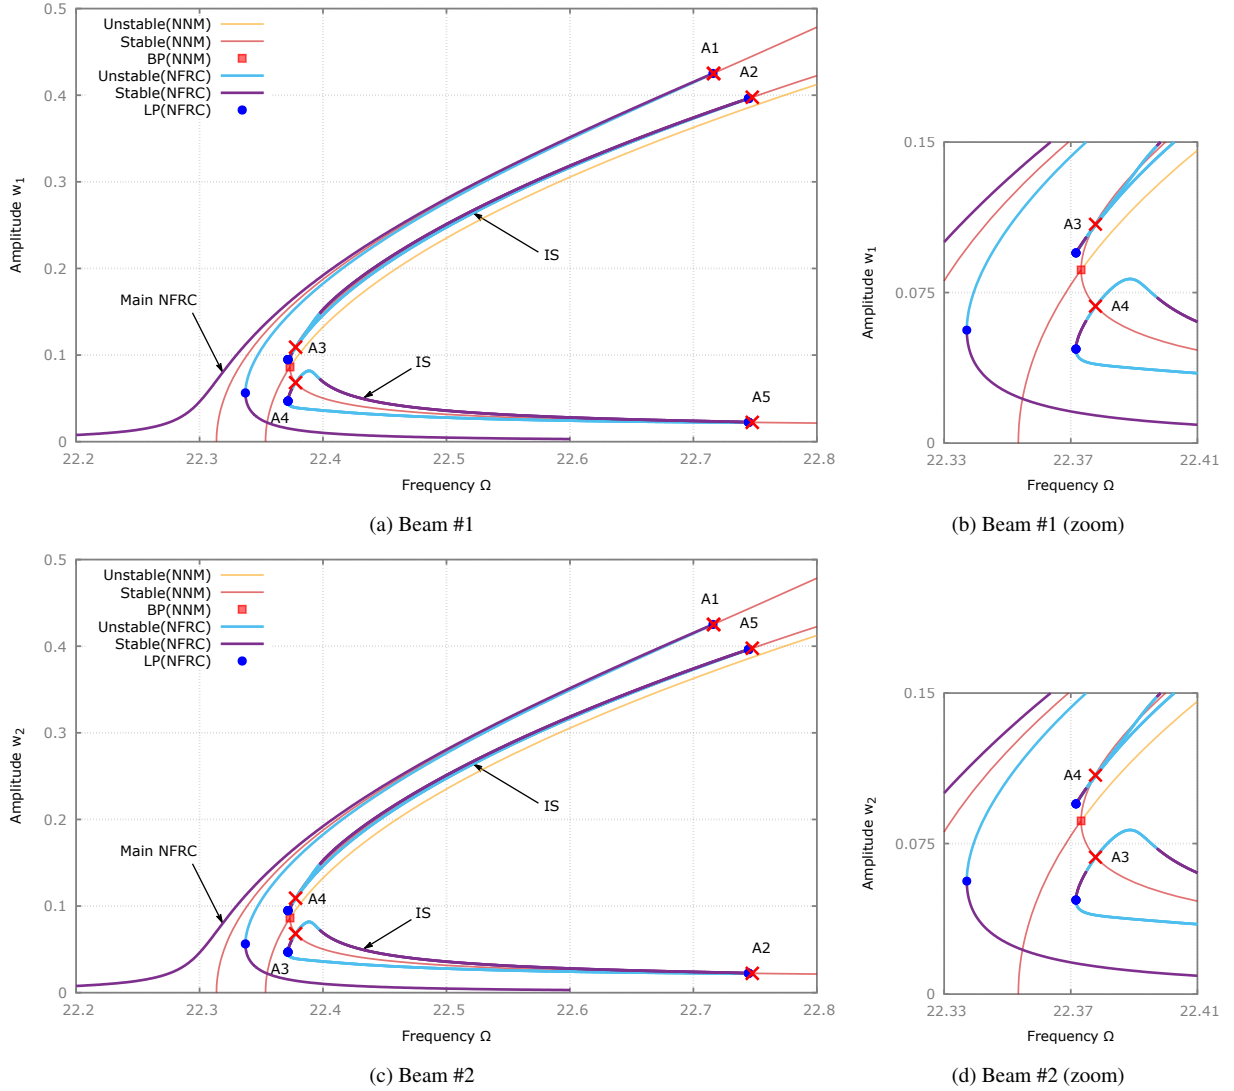 0.5
0.4
0.3
0.2
0.1
0
Amplitude w1
Unstable(NNM)
Stable(NNM)
BP(NNM)
Unstable(NFRC)
Stable(NFRC)
LP(NFRC)
A1
A2
IS
Main NFRC
A3
IS
A4
A5
22.2 22.3 22.4 22.5 22.6 22.7 22.8
Frequency Ω
(a) Beam #1
0.15
0.075
0
Amplitude w1
A3
A4
22.33 22.37 22.41
Frequency Ω
(b) Beam #1 (zoom)
0.5
0.4
0.3
0.2
0.1
0
Amplitude w2
Unstable(NNM)
Stable(NNM)
BP(NNM)
Unstable(NFRC)
Stable(NFRC)
LP(NFRC)
A1
A5
IS
Main NFRC
A4
IS
A3
A2
22.2 22.3 22.4 22.5 22.6 22.7 22.8
Frequency Ω
(c) Beam #2
0.15
0.075
0
Amplitude w2
A4
A3
22.33 22.37 22.41
Frequency Ω
(d) Beam #2 (zoom)